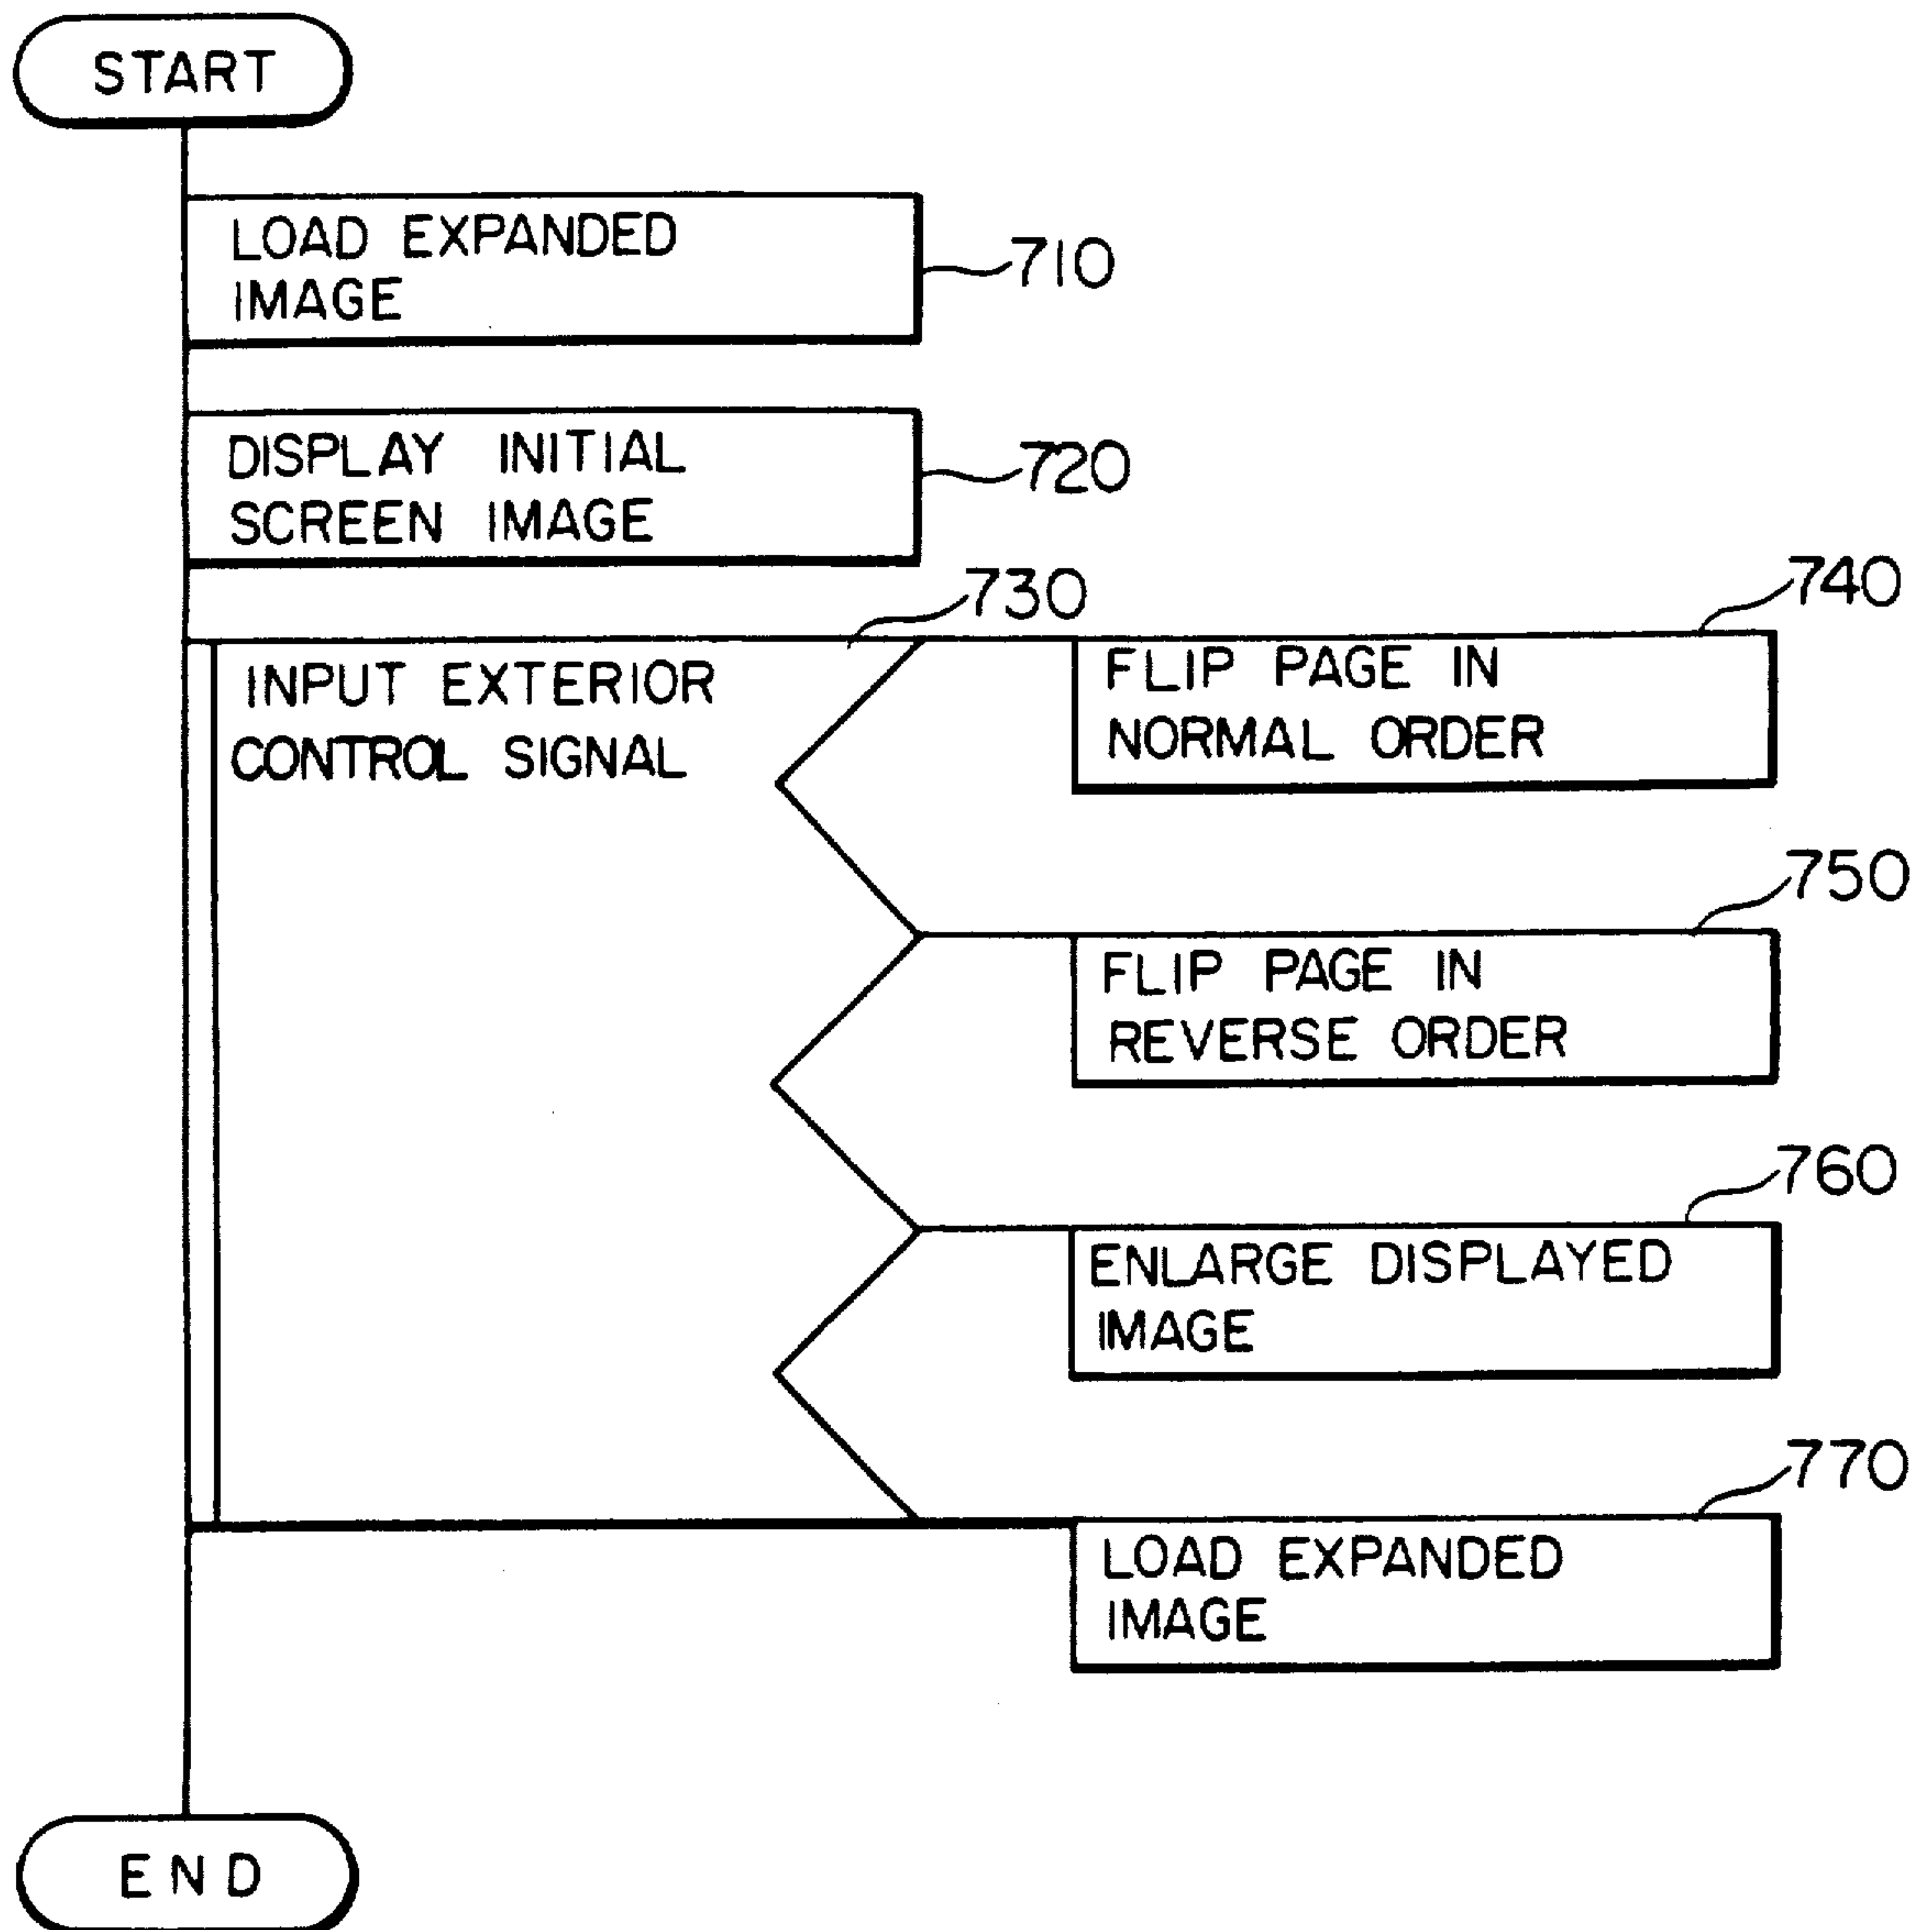 START
LOAD EXPANDED
IMAGE
710
DISPLAY INITIAL
SCREEN IMAGE
720
730
INPUT EXTERIOR
CONTROL SIGNAL
740
FLIP PAGE IN
NORMAL ORDER
750
FLIP PAGE IN
REVERSE ORDER
760
ENLARGE DISPLAYED
IMAGE
770
LOAD EXPANDED
IMAGE
END